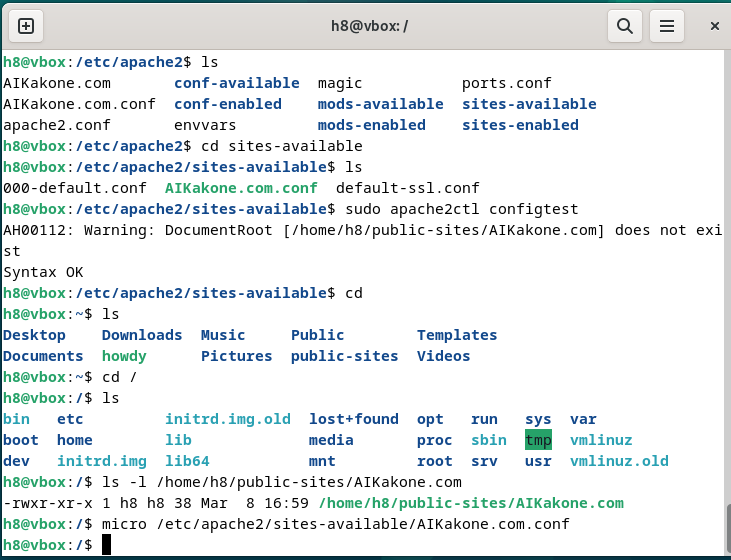 h8@vbox: /
h8@vbox:/etc/apache2$ ls
AIKakone.com       conf-available  magic           ports.conf
AIKakone.com.conf  conf-enabled    mods-available  sites-available
apache2.conf       envvars         mods-enabled    sites-enabled
h8@vbox:/etc/apache2$ cd sites-available
h8@vbox:/etc/apache2/sites-available$ ls
000-default.conf  AIKakone.com.conf  default-ssl.conf
h8@vbox:/etc/apache2/sites-available$ sudo apache2ctl configtest
AH00112: Warning: DocumentRoot [/home/h8/public-sites/AIKakone.com] does not exi
st
Syntax OK
h8@vbox:/etc/apache2/sites-available$ cd
h8@vbox:~$ ls
Desktop    Downloads  Music     Public        Templates
Documents  howdy      Pictures  public-sites  Videos
h8@vbox:~$ cd /
h8@vbox:/$ ls
bin   etc         initrd.img.old  lost+found  opt   run   sys  var
boot  home        lib             media       proc  sbin  tmp  vmlinuz
dev   initrd.img  lib64           mnt         root  srv   usr  vmlinuz.old
h8@vbox:/$ ls -l /home/h8/public-sites/AIKakone.com
-rwxr-xr-x 1 h8 h8 38 Mar  8 16:59 /home/h8/public-sites/AIKakone.com
h8@vbox:/$ micro /etc/apache2/sites-available/AIKakone.com.conf
h8@vbox:/$